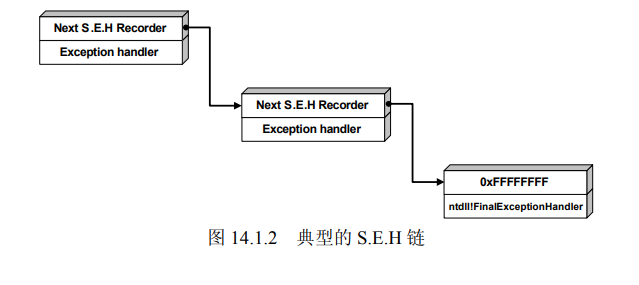 Next S.E.H Recorder
Exception handler
Next S.E.H Recorder
Exception handler
0xFFFFFFFF
ntdll!FinalExceptionHandler
图 14.1.2 典型的 S.E.H 链